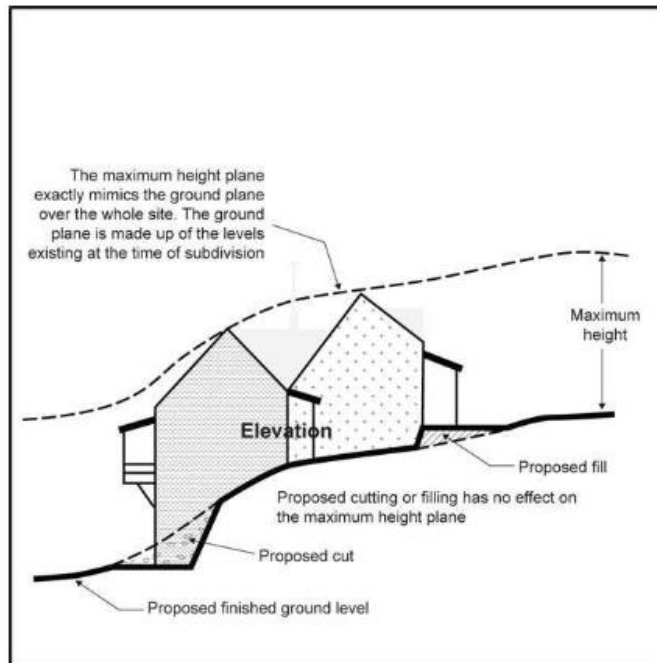 The maximum height plane
exactly mimics the ground plane
over the whole site. The ground
plane is made up of the levels
existing at the time of subdivision
Maximum
height
Elevation
Proposed fill
Proposed cutting or filling has no effect on
the maximum height plane
Proposed cut
Proposed finished ground level